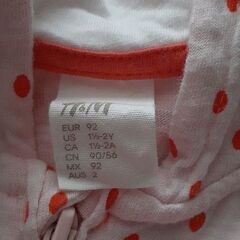 H&M
EUR 92
US 1½-2Y
CA 1½-2A
CN 90/56
MX 92
AUS 2